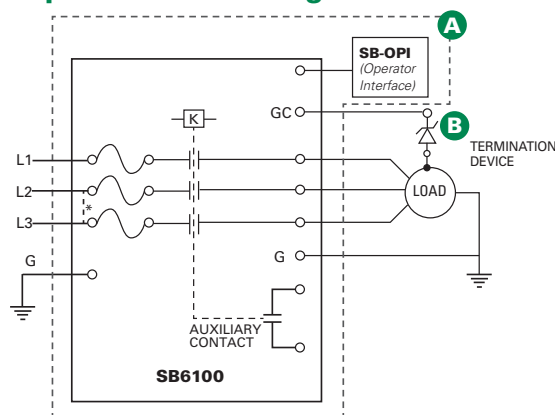 A
SB-OPI
(Operator
Interface)
K
GC
B
TERMINATION
DEVICE
L1
L2
LOAD
*
L3
G
G
AUXILIARY
CONTACT
SB6100